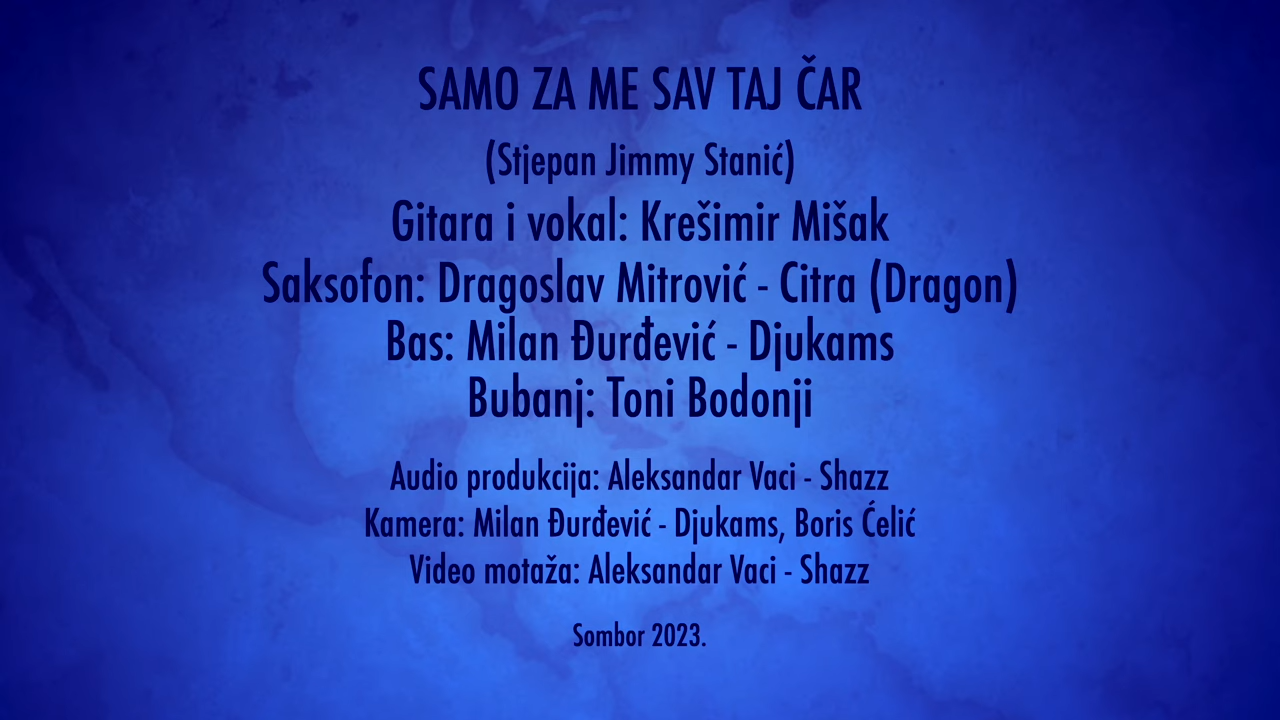 SAMO ZA ME SAV TAJ ČAR
(Stjepan Jimmy Stanić)
Gitara i vokal: Krešimir Mišak
Saksofon: Dragoslav Mitrović - Citra (Dragon)
Bas: Milan Đurđević - Djukams
Bubanj: Toni Bodonji
Audio produkcija: Aleksandar Vaci - Shazz
Kamera: Milan Đurđević - Djukams, Boris Ćelić
Video motaža: Aleksandar Vaci - Shazz
Sombor 2023.